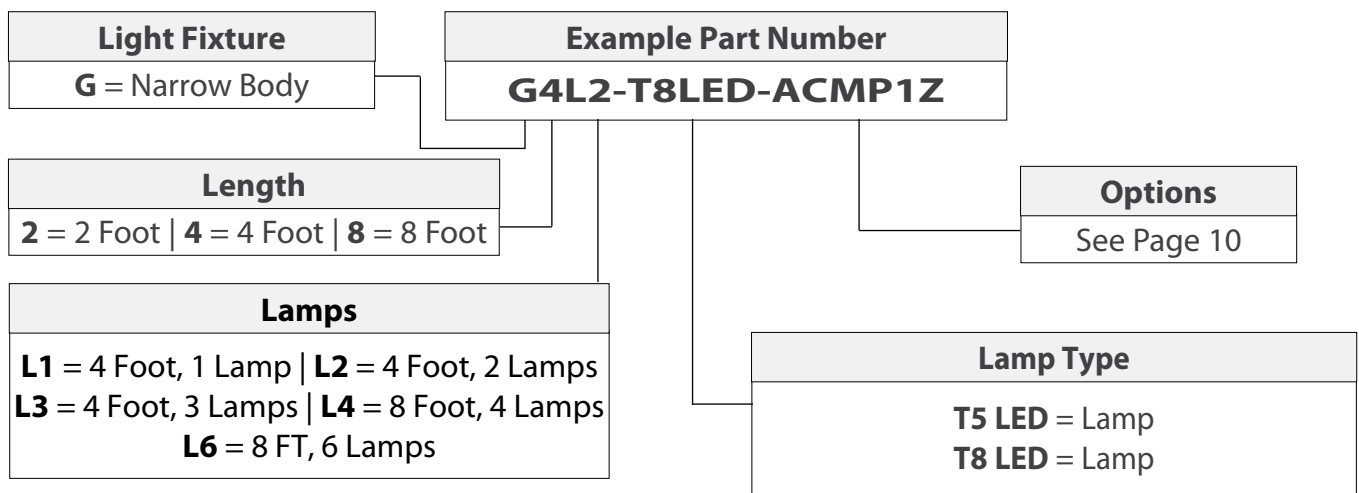 Light Fixture
G = Narrow Body
Example Part Number
G4L2-T8LED-ACMP1Z
Length
2 = 2 Foot | 4 = 4 Foot | 8 = 8 Foot
Options
See Page 10
Lamps
L1 = 4 Foot, 1 Lamp | L2 = 4 Foot, 2 Lamps
L3 = 4 Foot, 3 Lamps | L4 = 8 Foot, 4 Lamps
L6 = 8 FT, 6 Lamps
Lamp Type
T5 LED = Lamp
T8 LED = Lamp